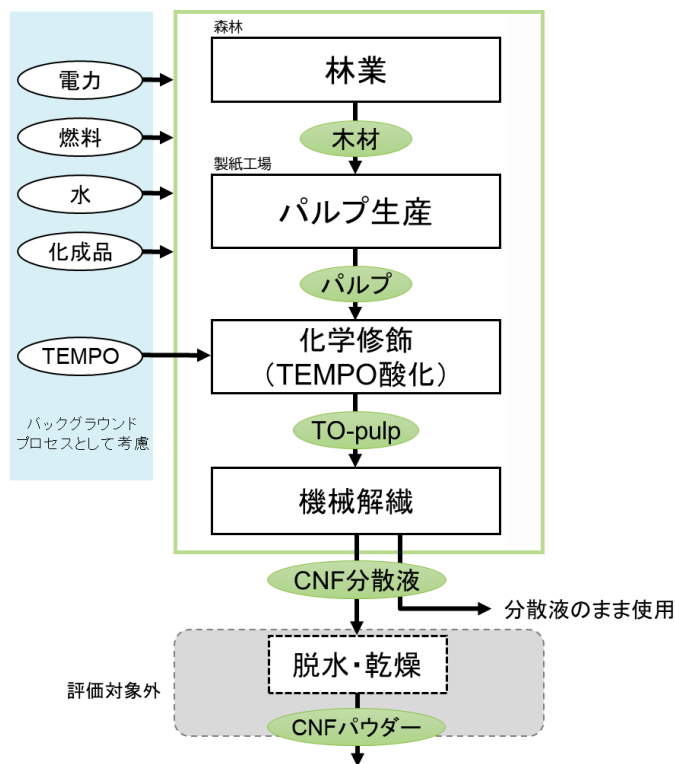 森林
林業
電力
燃料
木材
製紙工場
水
パルプ生産
化成品
パルプ
TEMPO
化学修飾
（TEMPO酸化）
バックグラウンド
プロセスとして考慮
TO-pulp
機械解繊
CNF分散液
分散液のまま使用
脱水・乾燥
評価対象外
CNFパウダー